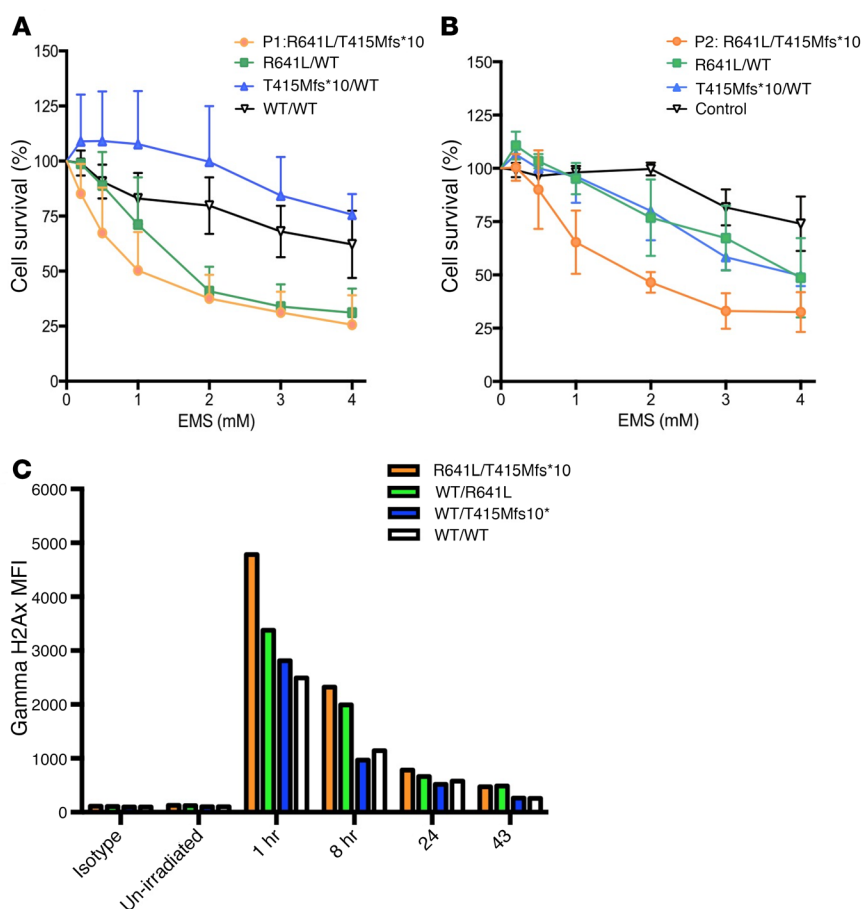 A
P1:R641L/T415Mfs*10
R641L/WT
T415Mfs*10/WT
WT/WT
Cell survival (%)
150
125
100
75
50
25
0
0 1 2 3 4
EMS (mM)
B
P2: R641L/T415Mfs*10
R641L/WT
T415Mfs*10/WT
Control
Cell survival (%)
150
125
100
75
50
25
0
0 1 2 3 4
EMS (mM)
C
R641L/T415Mfs*10
WT/R641L
WT/T415Mfs10*
WT/WT
Gamma H2Ax MFI
6000
5000
4000
3000
2000
1000
0
Isotype
Un-irradiated
1 hr
8 hr
24
43